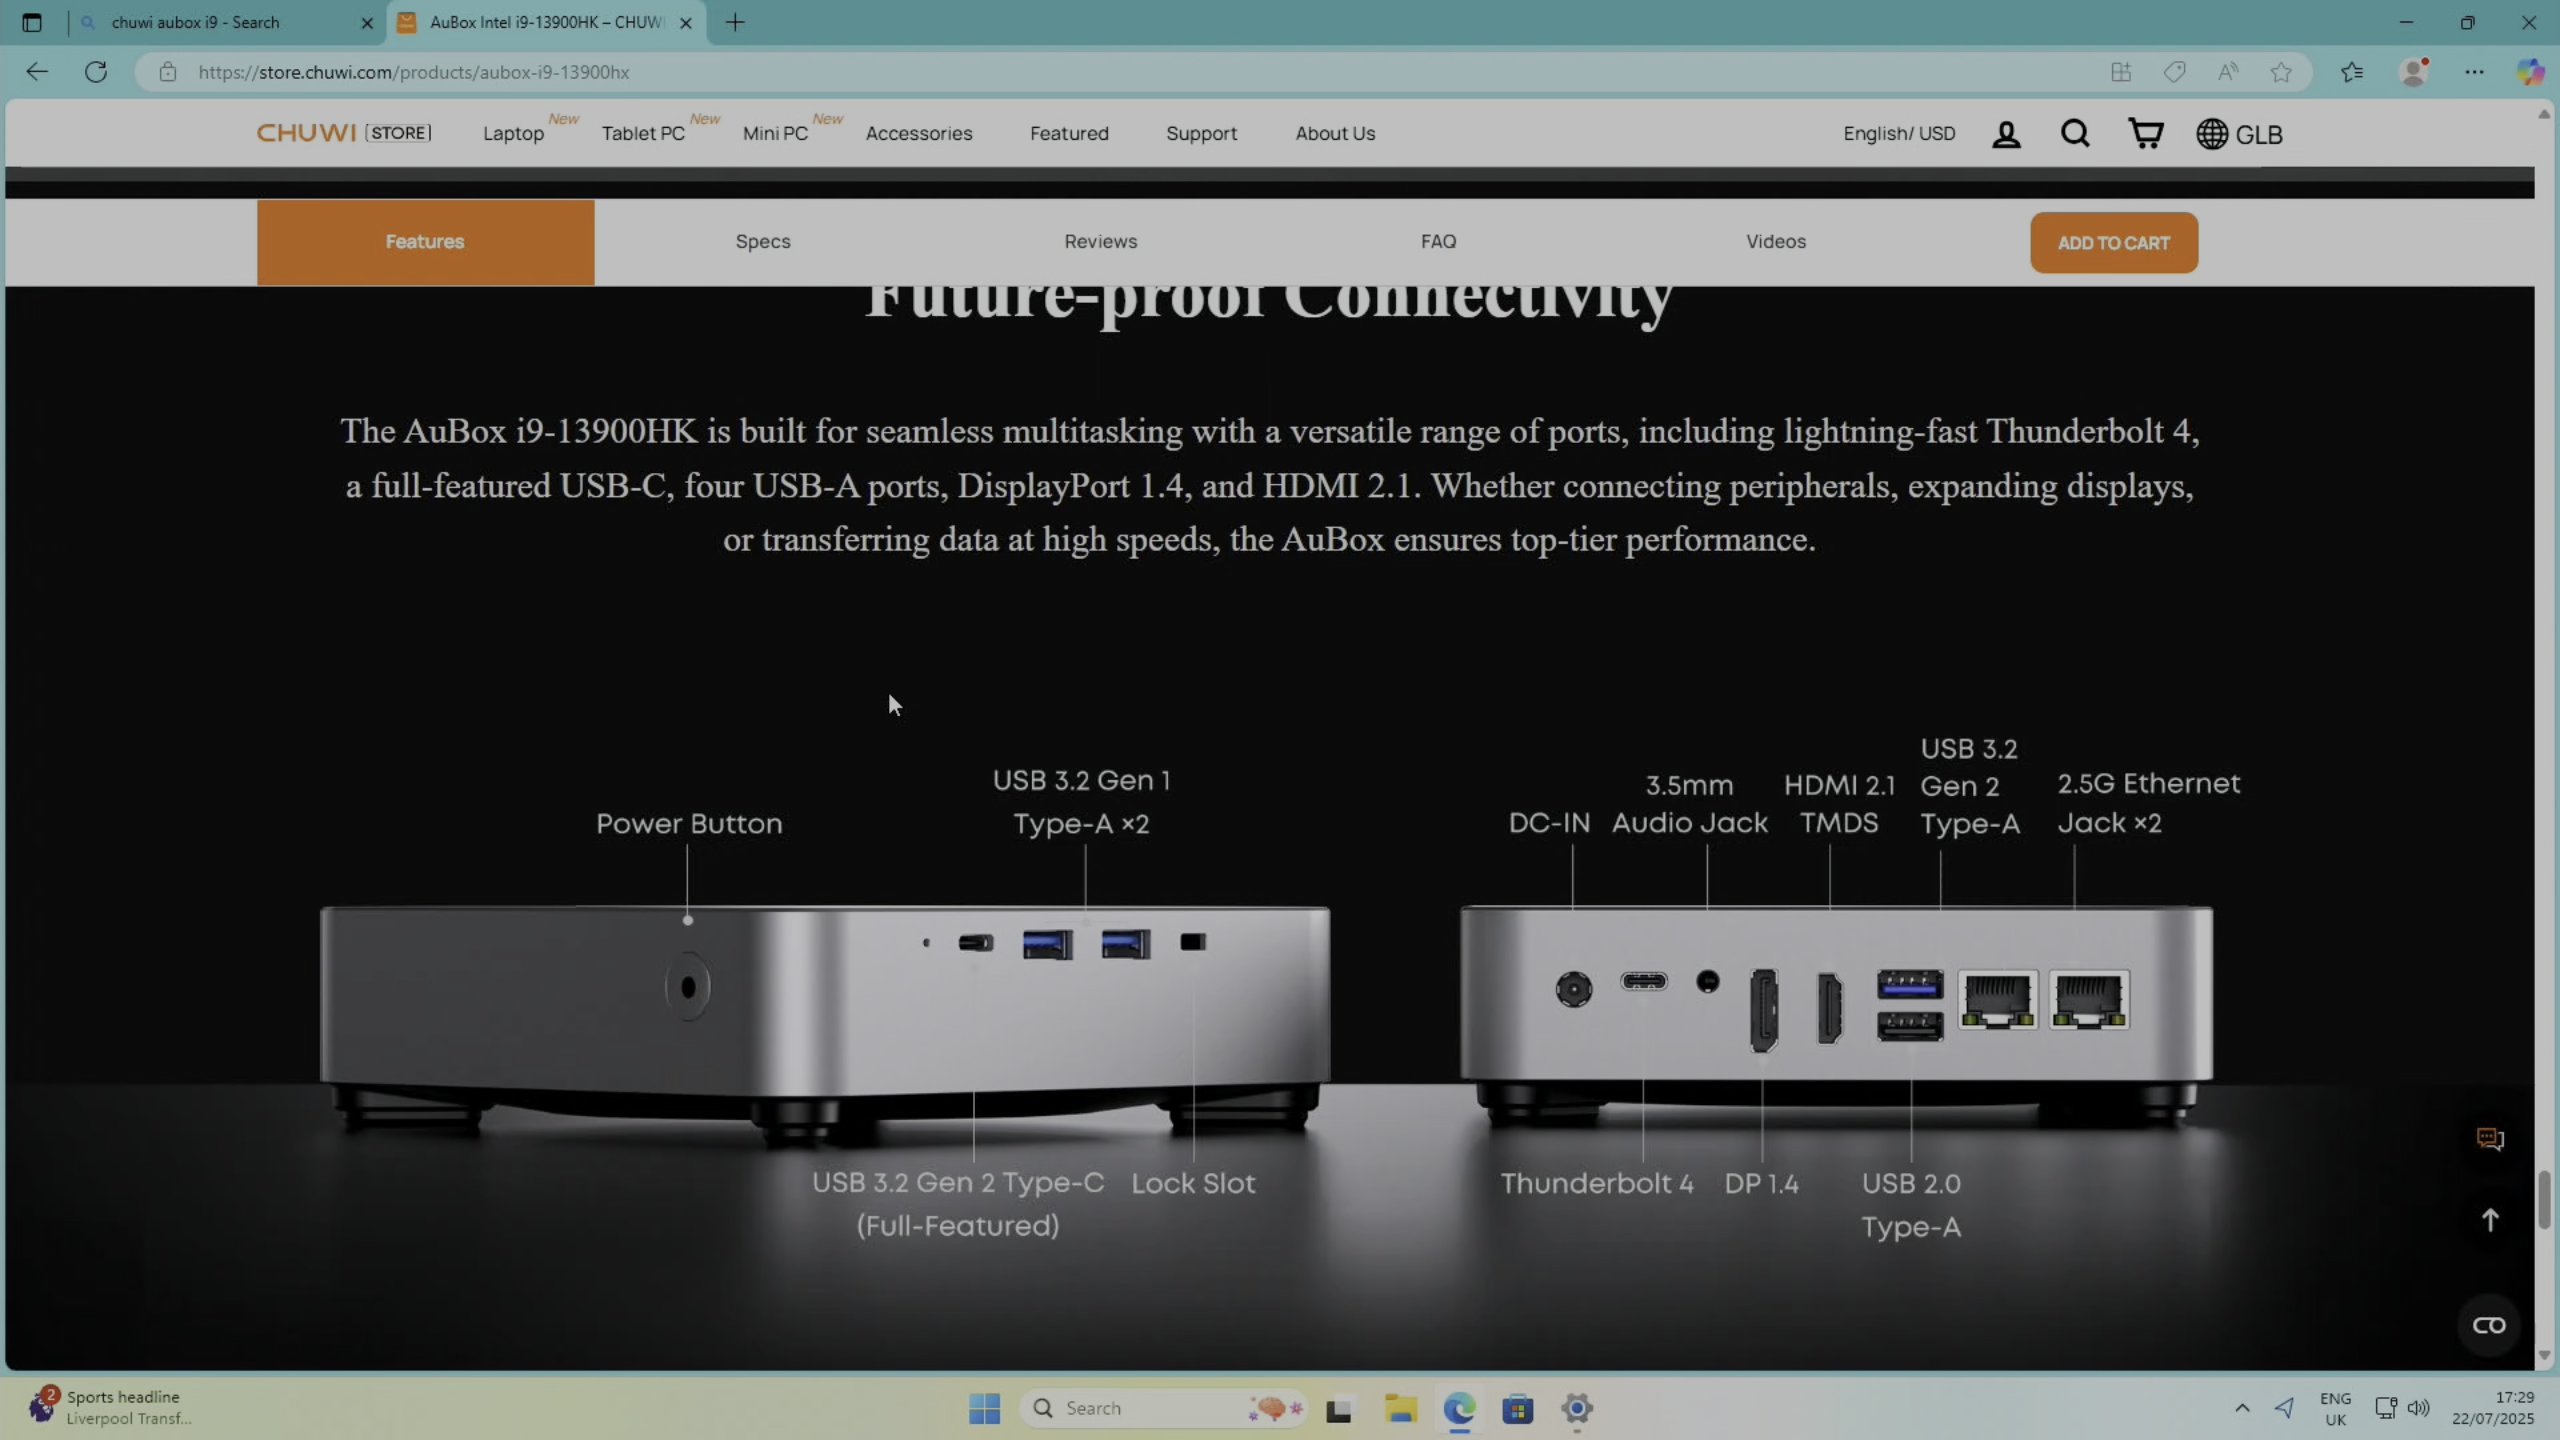 chuwi aubox i9 - Search
AuBox Intel i9-13900HK – CHUW
https://store.chuwi.com/products/aubox-i9-13900hx
CHUWI [STORE]
Laptop New
Tablet PC New
Mini PC New
Accessories
Featured
Support
About Us
English/ USD
GLB
Features
Specs
Reviews
FAQ
Videos
ADD TO CART
Future-proof Connectivity
The AuBox i9-13900HK is built for seamless multitasking with a versatile range of ports, including lightning-fast Thunderbolt 4,
a full-featured USB-C, four USB-A ports, DisplayPort 1.4, and HDMI 2.1. Whether connecting peripherals, expanding displays,
or transferring data at high speeds, the AuBox ensures top-tier performance.
Power Button
USB 3.2 Gen 1
Type-A ×2
USB 3.2 Gen 2 Type-C
(Full-Featured)
Lock Slot
DC-IN
3.5mm
Audio Jack
HDMI 2.1
TMDS
USB 3.2
Gen 2
Type-A
2.5G Ethernet
Jack ×2
Thunderbolt 4
DP 1.4
USB 2.0
Type-A
2
Sports headline
Liverpool Transf...
Search
ENG
UK
17:29
22/07/2025